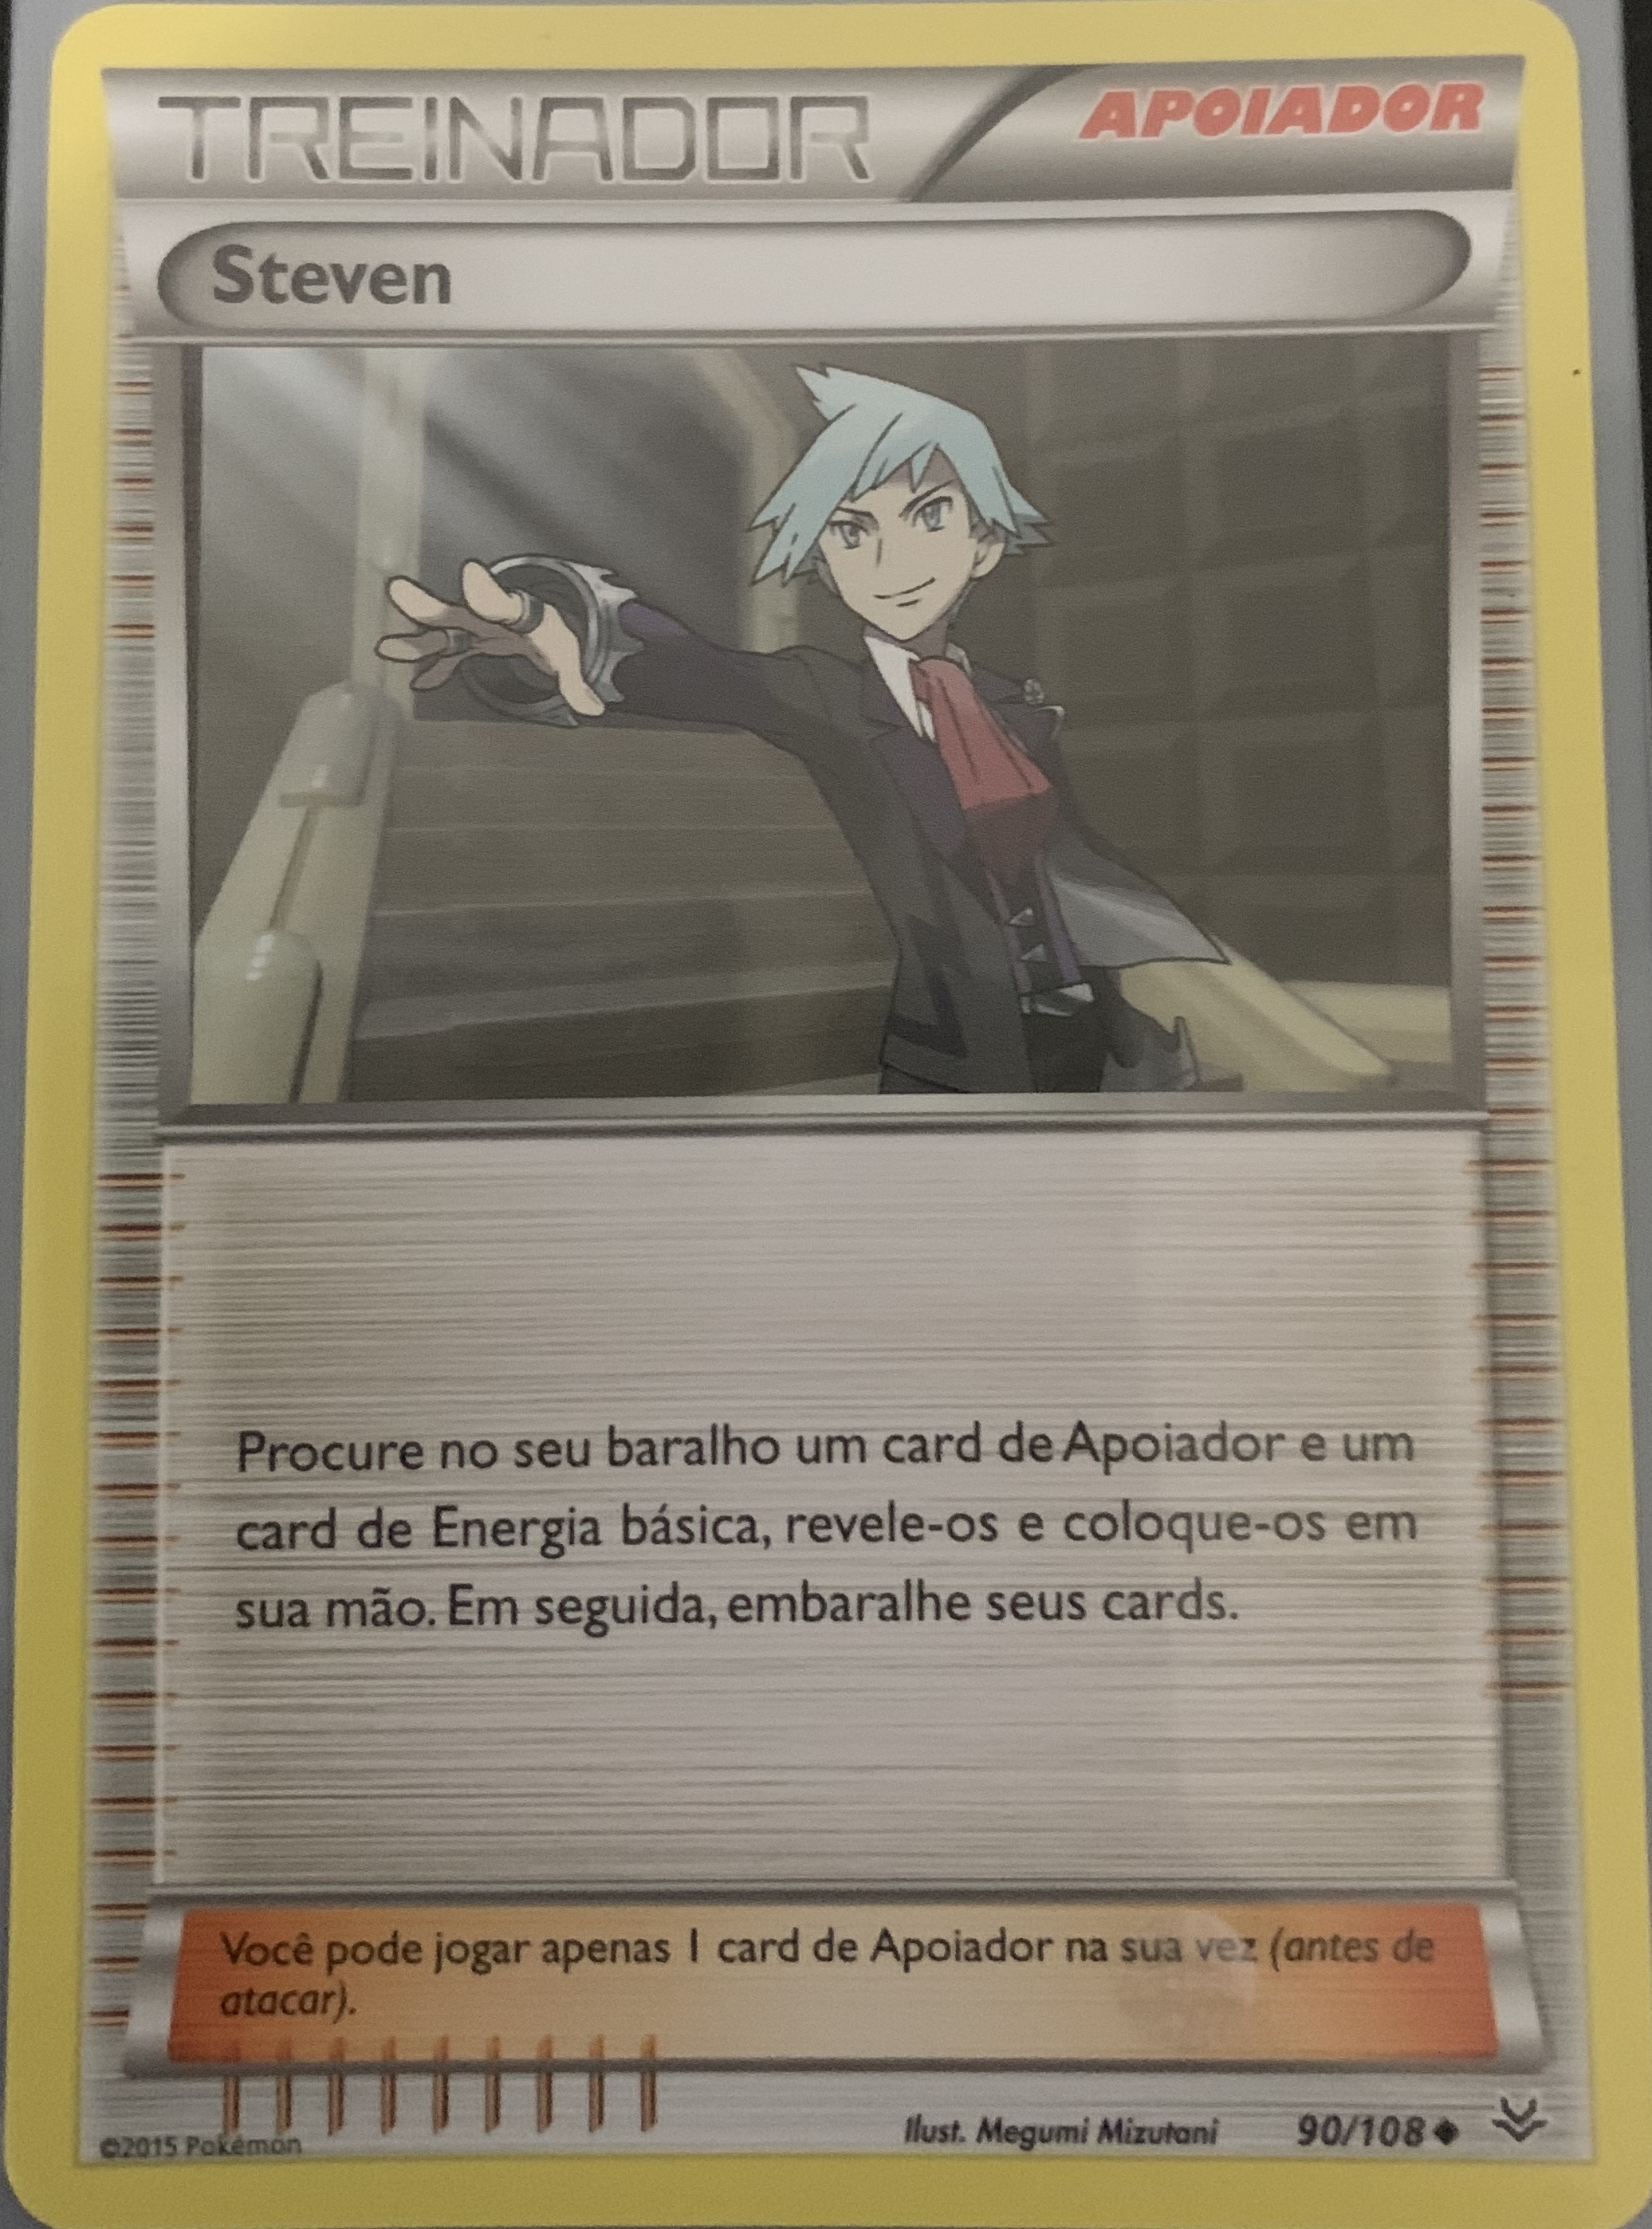 TREINADOR APOIADOR
Steven
Procure no seu baralho um card de Apoiador e um
card de Energia básica, revele-os e coloque-os em
sua mão. Em seguida, embaralhe seus cards.
Você pode jogar apenas 1 card de Apoiador na sua vez (antes de
atacar).
©2015 Pokémon Ilust. Megumi Mizutani 90/108